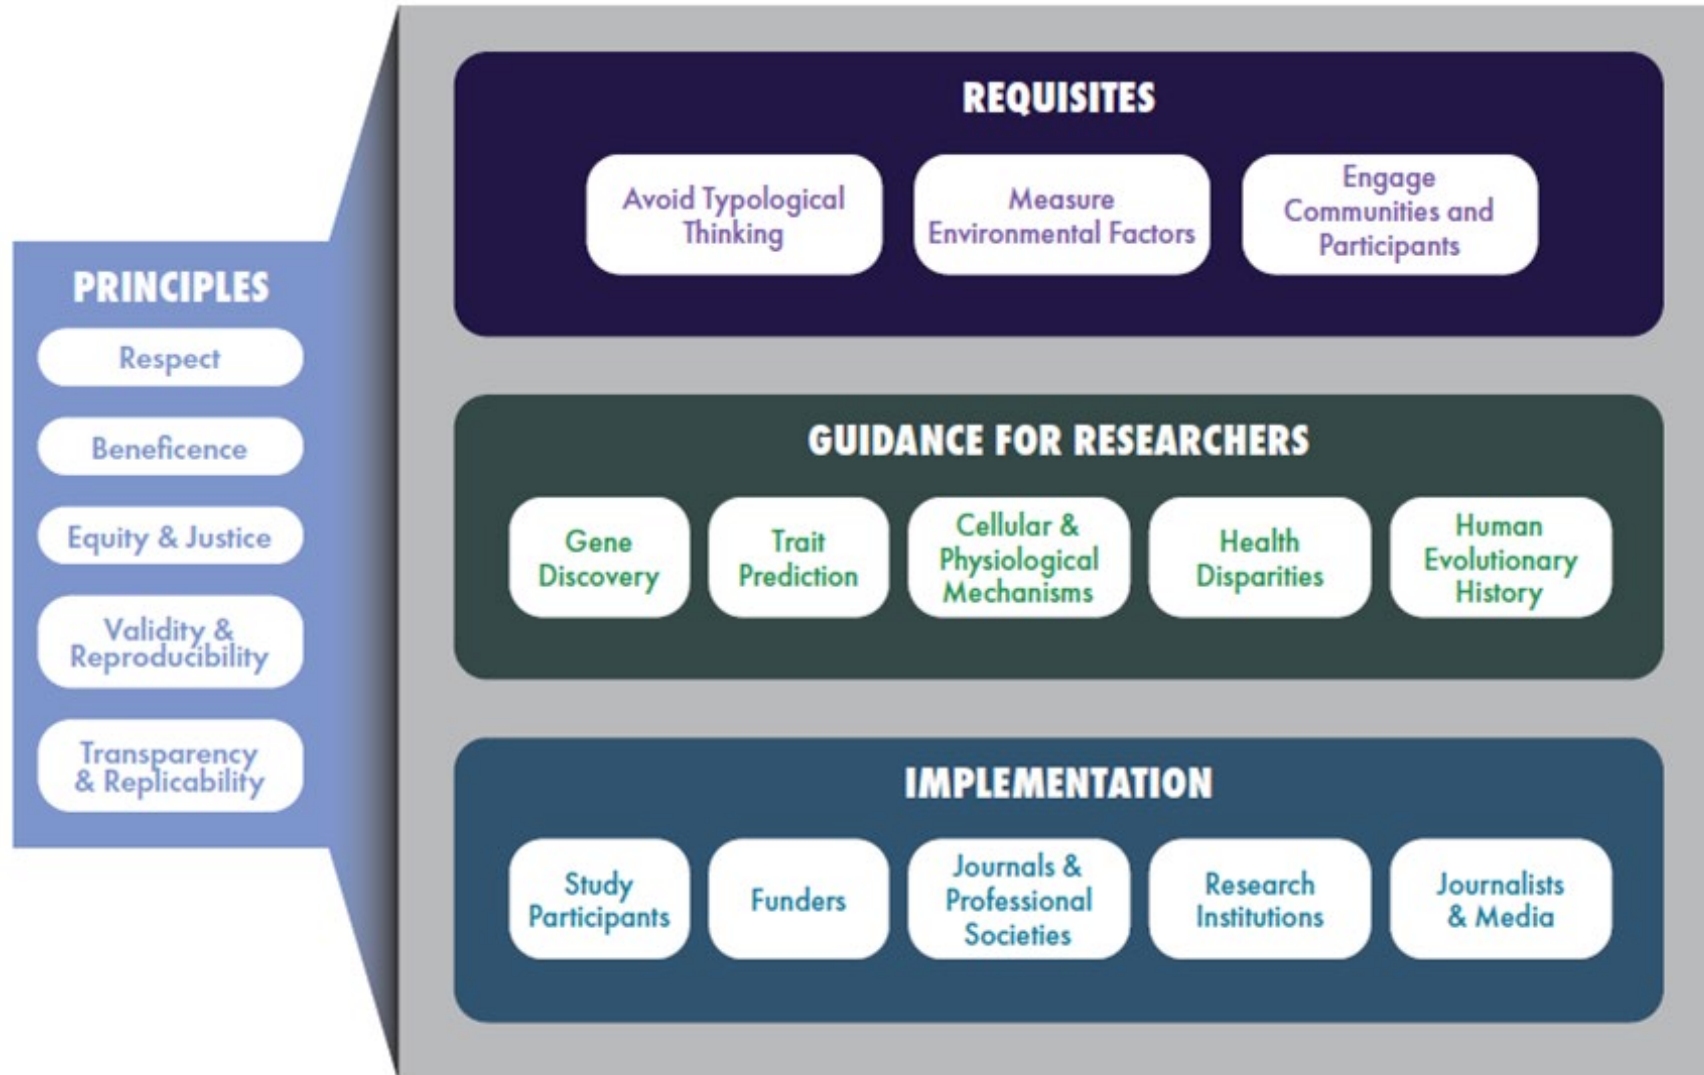 PRINCIPLES
Respect
Beneficence
Equity & Justice
Validity &
Reproducibility
Transparency
& Replicability
REQUISITES
Avoid Typological
Thinking
Measure
Environmental Factors
Engage
Communities and
Participants
GUIDANCE FOR RESEARCHERS
Gene
Discovery
Trait
Prediction
Cellular &
Physiological
Mechanisms
Health
Disparities
Human
Evolutionary
History
IMPLEMENTATION
Study
Participants
Funders
Journals &
Professional
Societies
Research
Institutions
Journalists
& Media